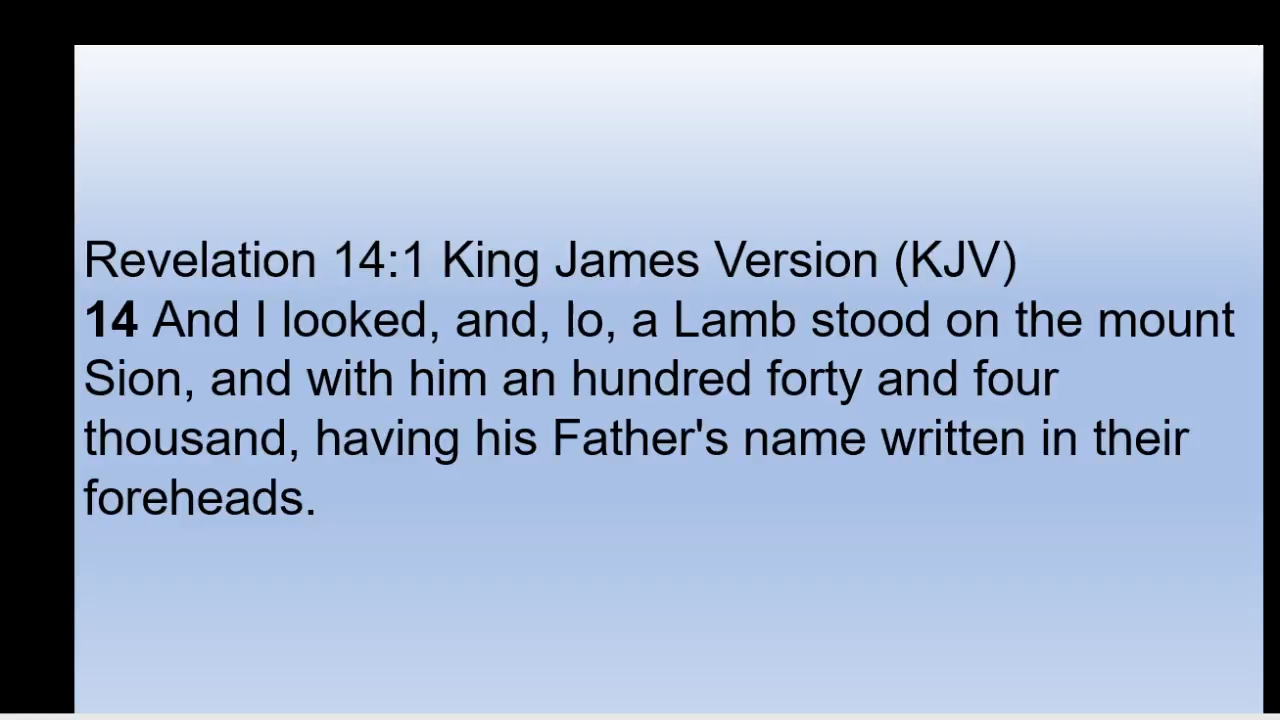 Revelation 14:1 King James Version (KJV)
14 And I looked, and, lo, a Lamb stood on the mount
Sion, and with him an hundred forty and four
thousand, having his Father's name written in their
foreheads.